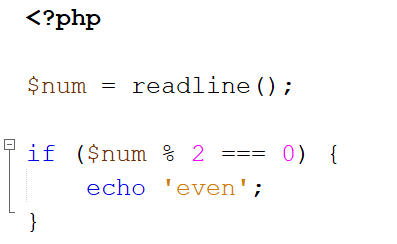 <?php
$num = readline();
if ($num % 2 === 0) {
    echo 'even';
}